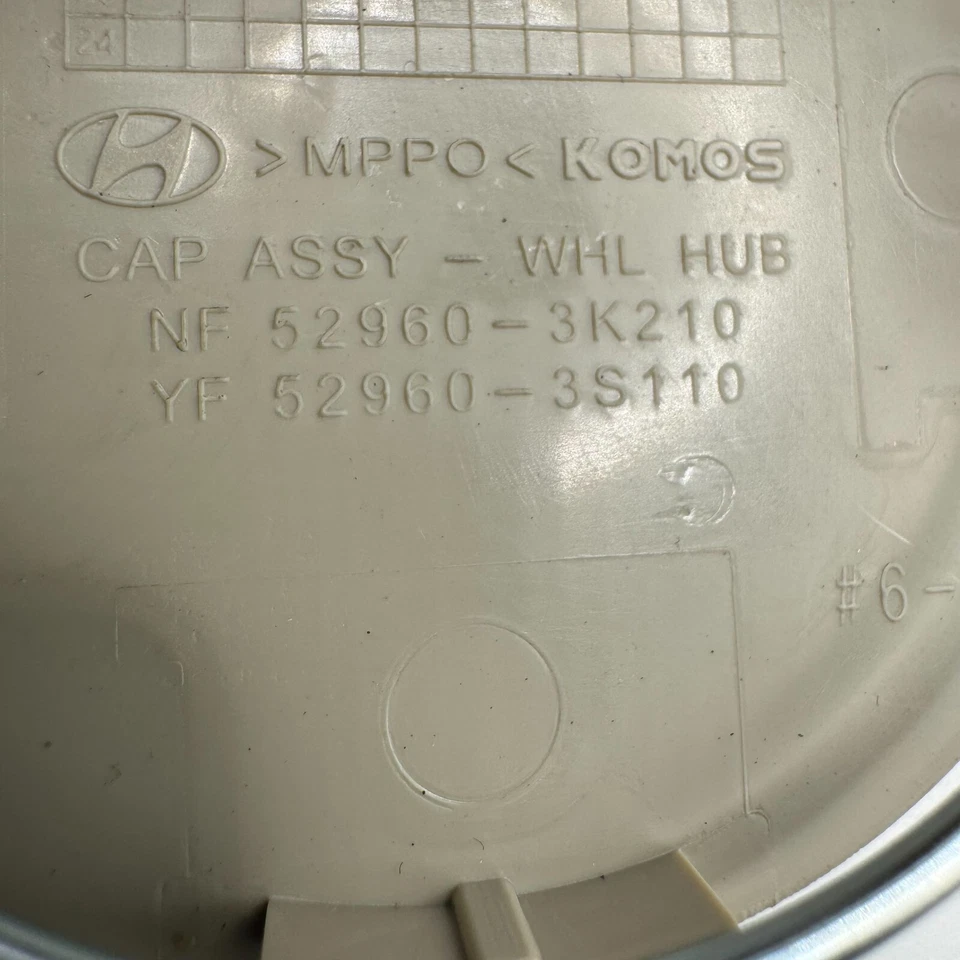 24
>MPPO< KOMOS
CAP ASSY - WHL HUB
NF 52960-3K210
YF 52960-3S110
#6-